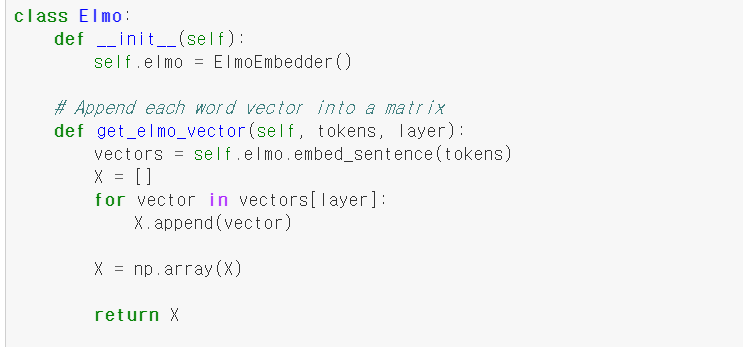 class Elmo:
    def __init__(self):
        self.elmo = ElmoEmbedder()

    # Append each word vector into a matrix
    def get_elmo_vector(self, tokens, layer):
        vectors = self.elmo.embed_sentence(tokens)
        X = []
        for vector in vectors[layer]:
            X.append(vector)

        X = np.array(X)

        return X